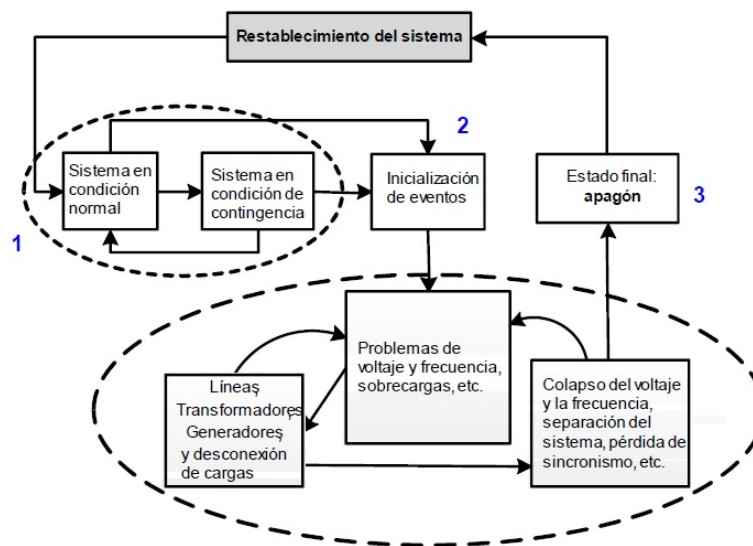 Restablecimiento del sistema
2
Sistema en
condición
normal
Sistema en
condición de
contingencia
Inicialización
de eventos
Estado final:
apagón
1
3
Problemas de
voltaje y frecuencia,
sobrecargas, etc.
Líneas,
Transformadores,
Generadores,
y desconexión
de cargas
Colapso del voltaje
y la frecuencia,
separación del
sistema, pérdida de
sincronismo, etc.